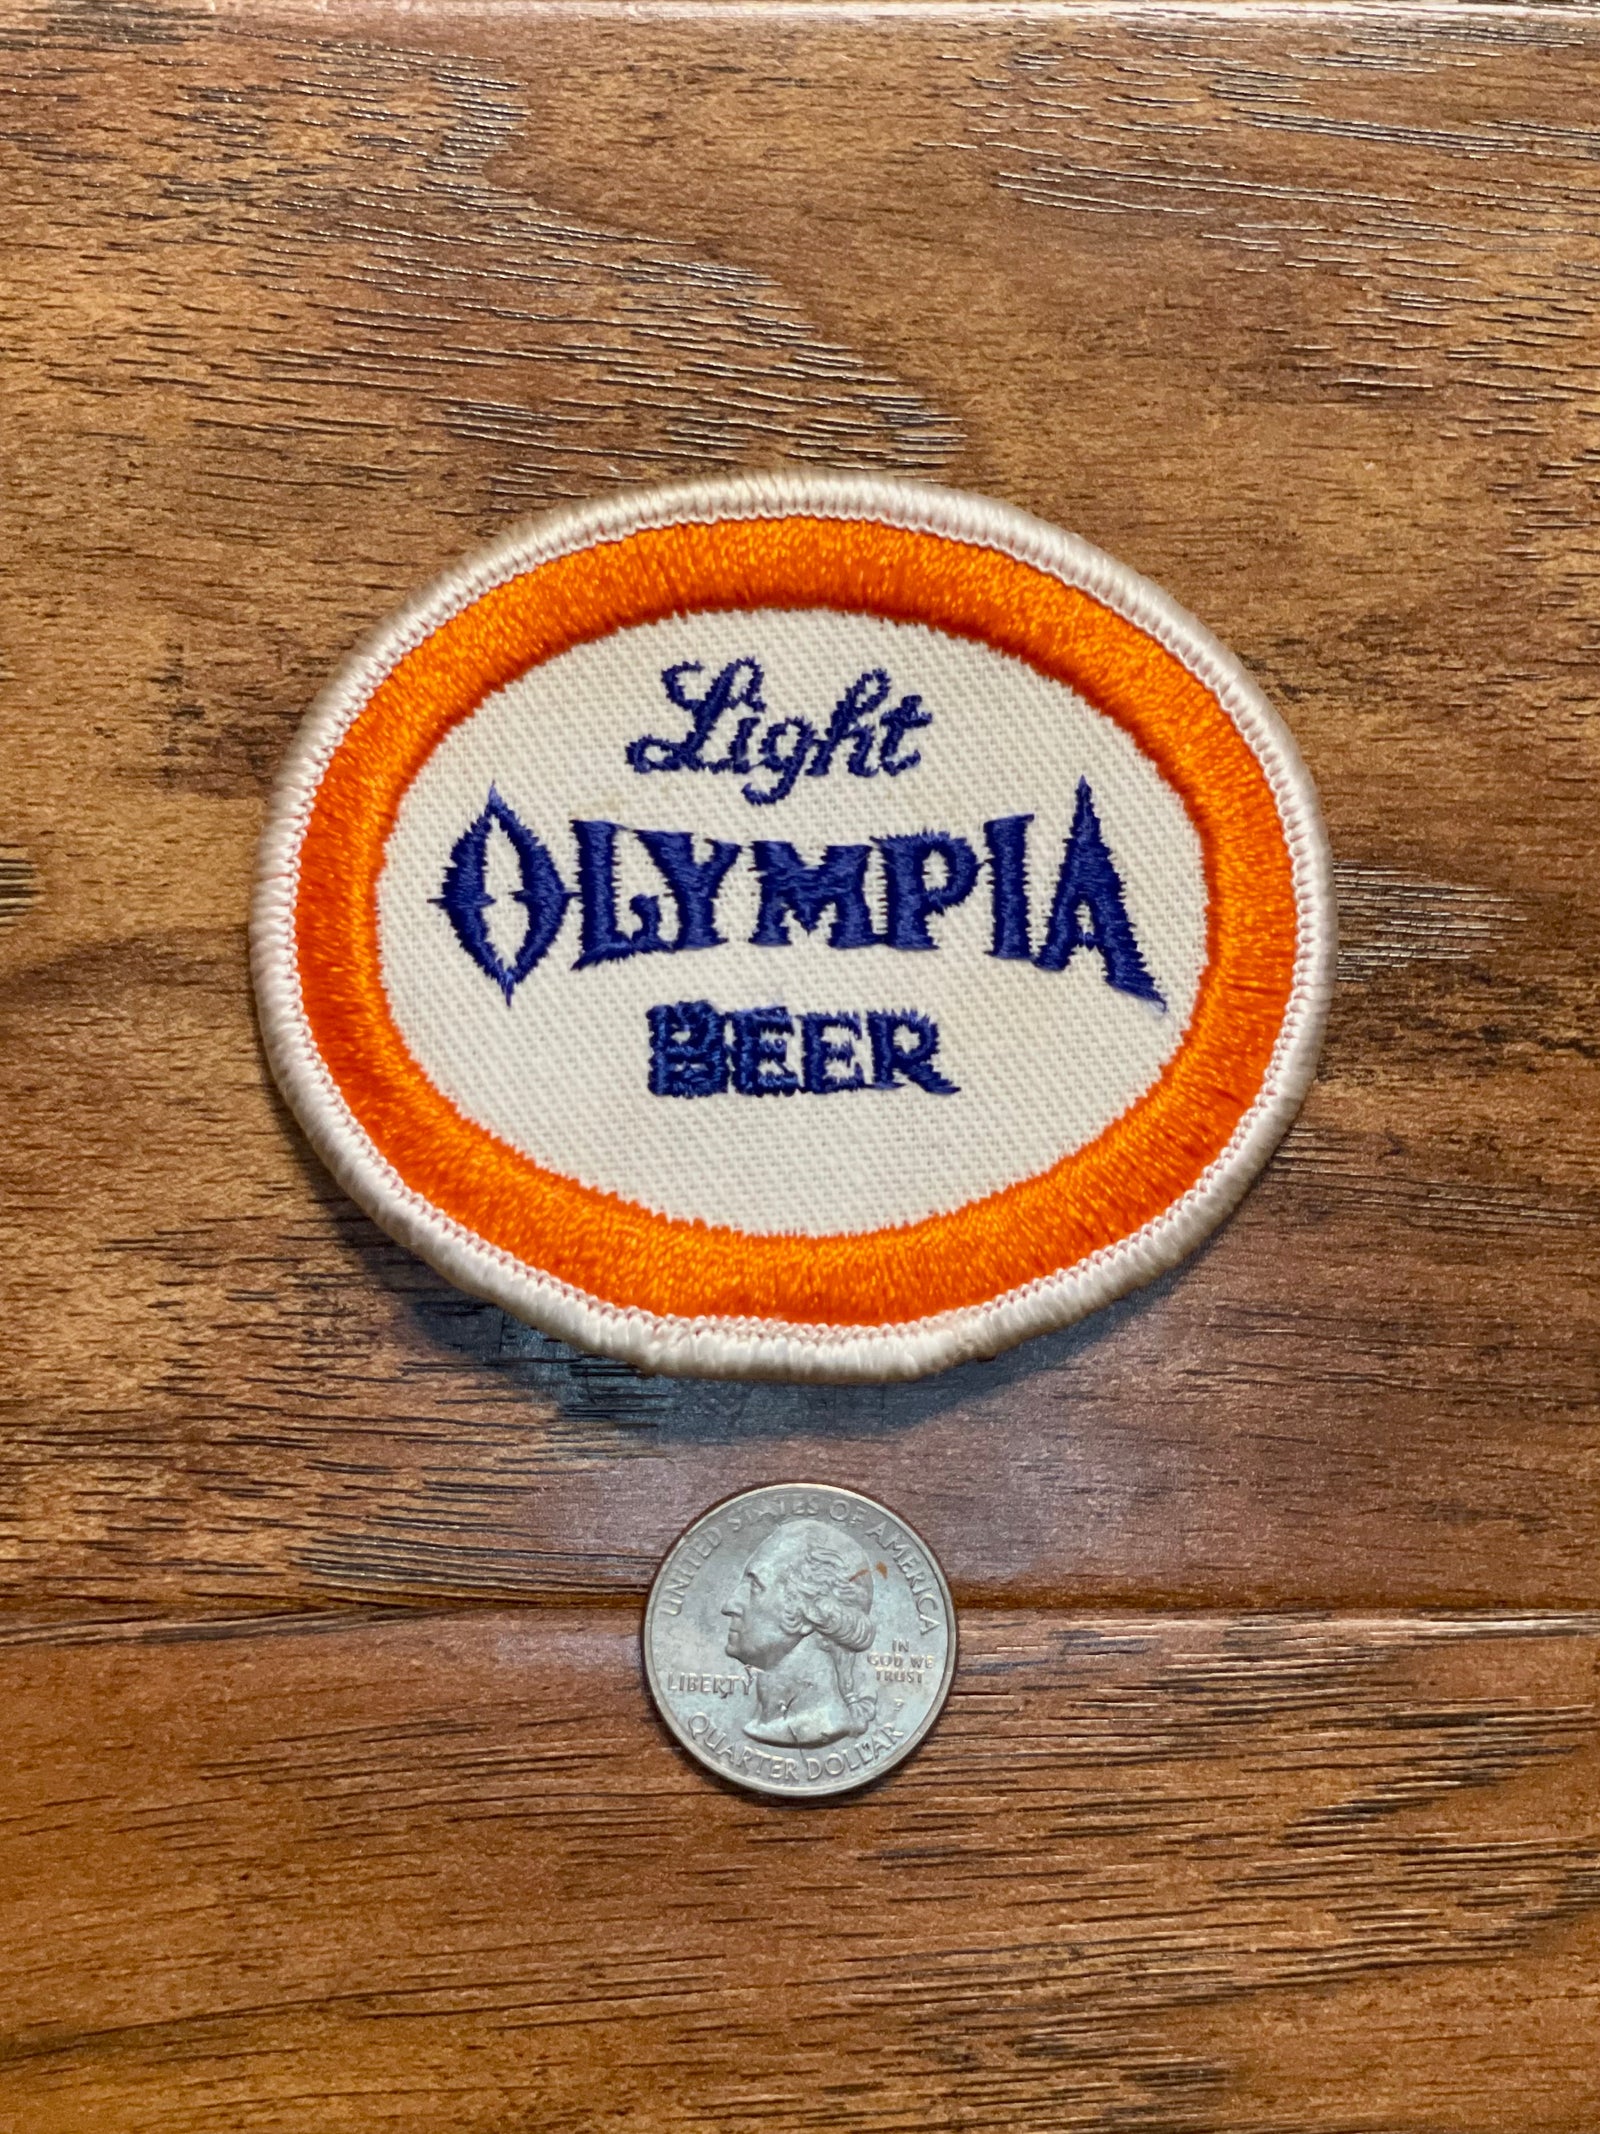 Light
OLYMPIA
BEER
UNITED STATES OF AMERICA
IN
GOD WE
TRUST
LIBERTY
QUARTER DOLLAR